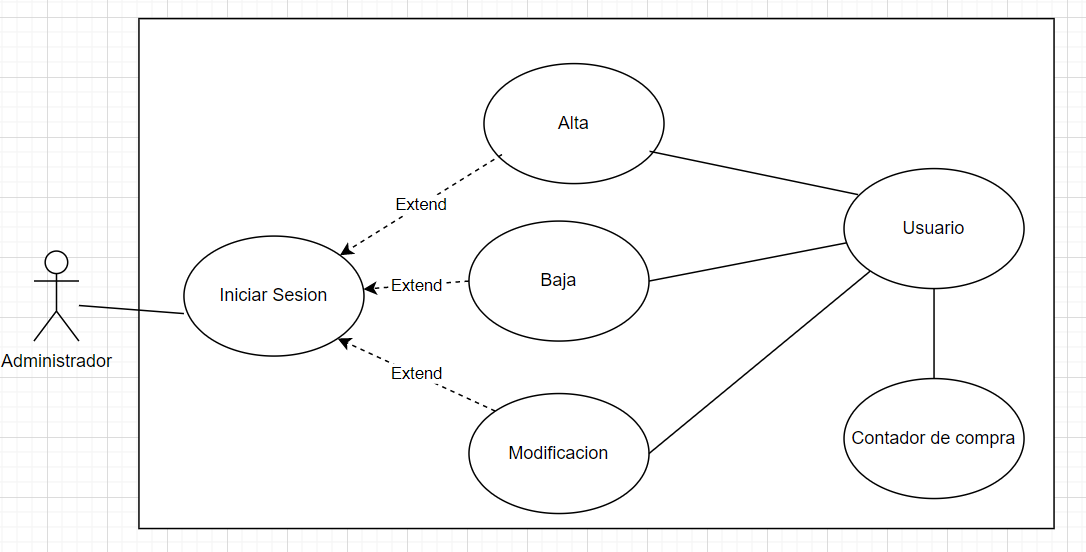 Alta
Extend
Usuario
Iniciar Sesion
Extend
Baja
Administrador
Extend
Modificacion
Contador de compra